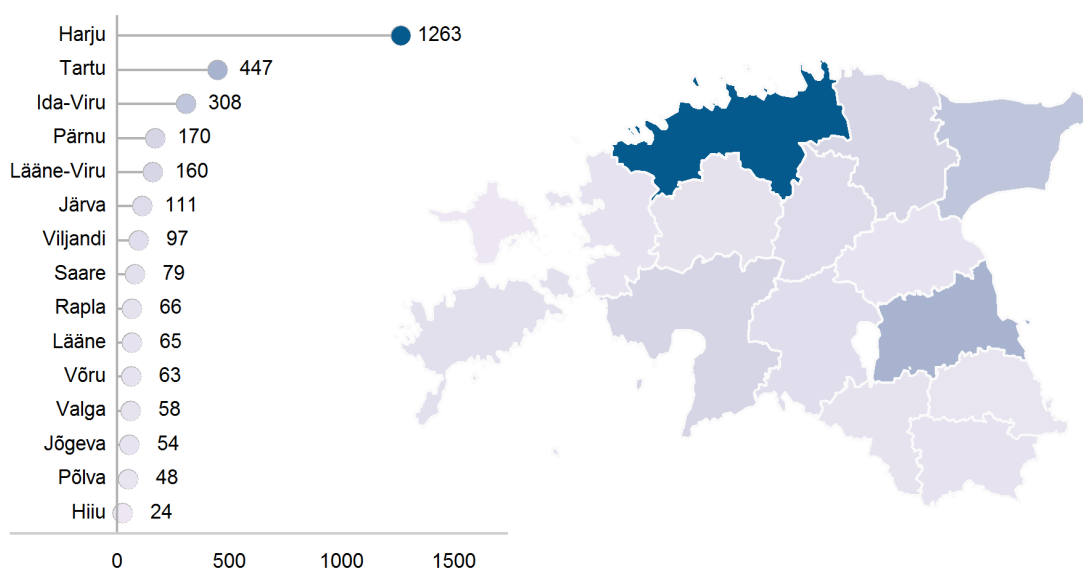 Harju 1263
Tartu 447
Ida-Viru 308
Pärnu 170
Lääne-Viru 160
Järva 111
Viljandi 97
Saare 79
Rapla 66
Lääne 65
Võru 63
Valga 58
Jõgeva 54
Põlva 48
Hiiu 24
0 500 1000 1500